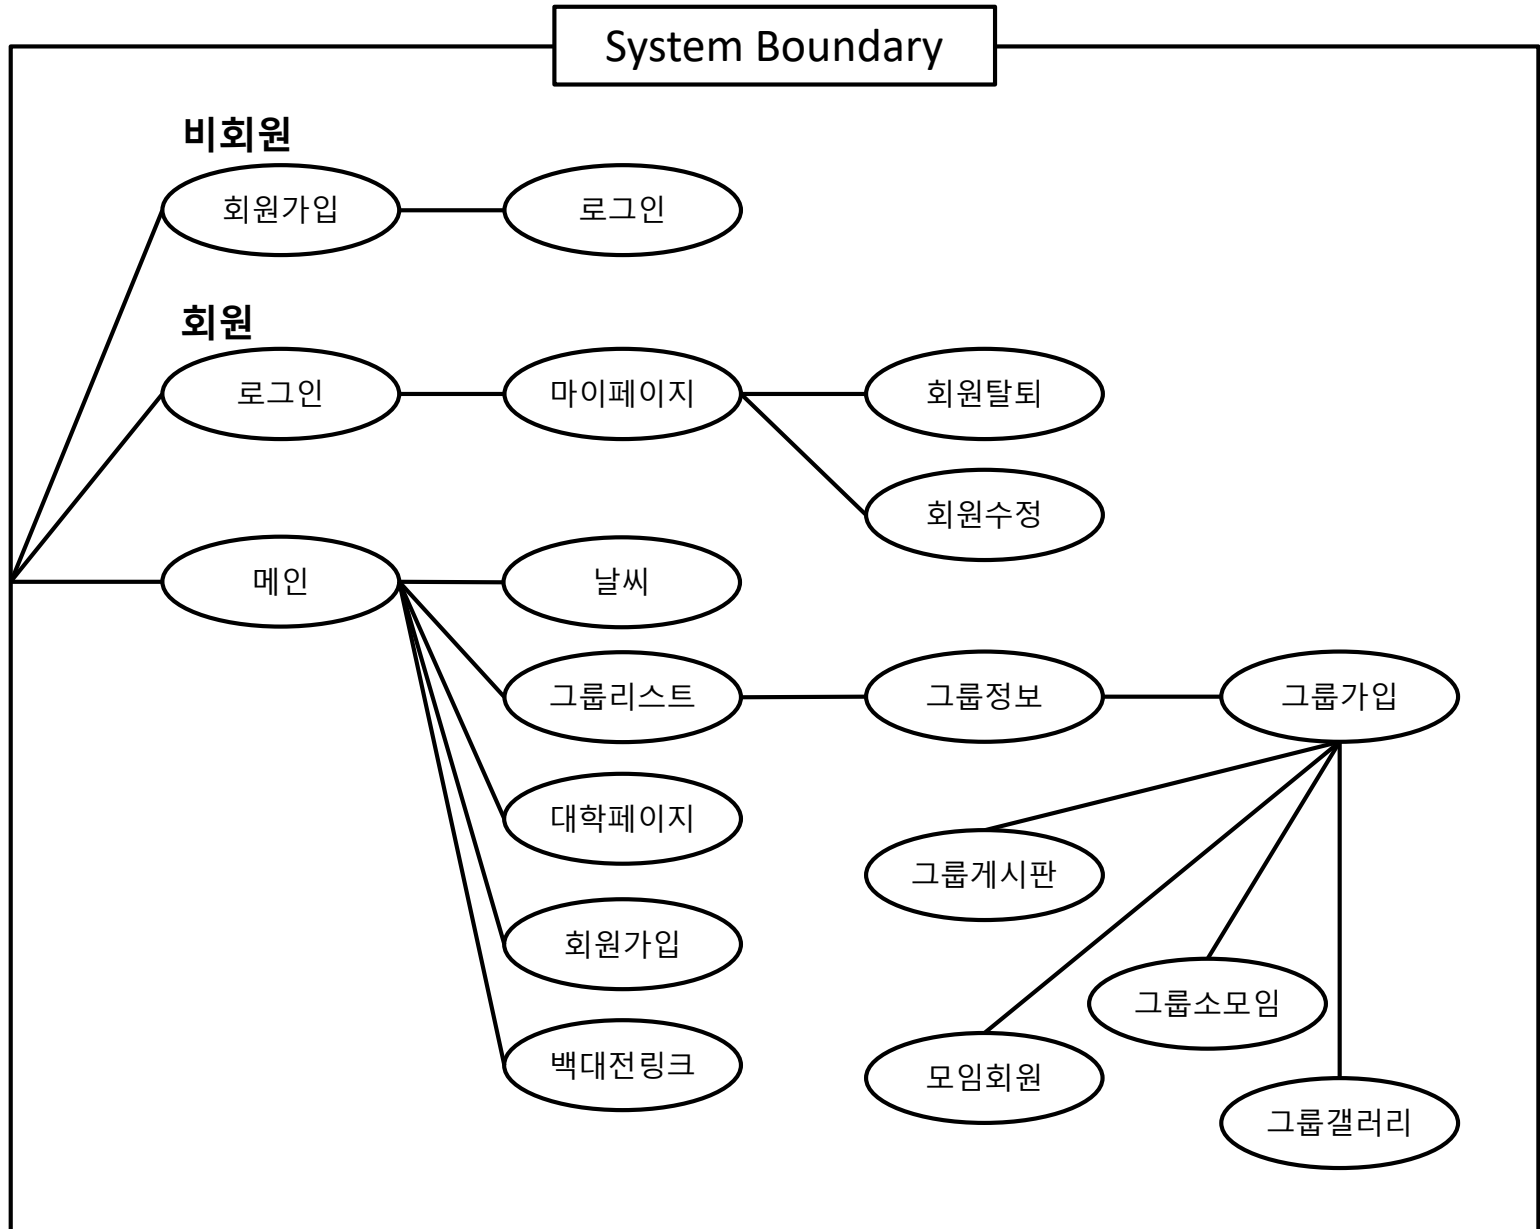 System Boundary
비회원
회원가입
로그인
회원
로그인
마이페이지
회원탈퇴
회원수정
메인
날씨
그룹리스트
그룹정보
그룹가입
대학페이지
그룹게시판
회원가입
그룹소모임
백대전링크
모임회원
그룹갤러리